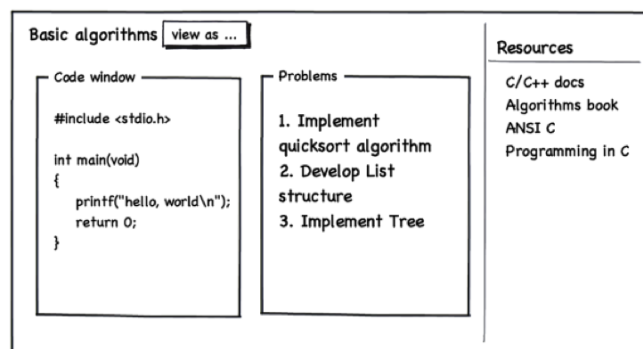 Basic algorithms view as ...
Code window
#include <stdio.h>
int main(void)
{
printf("hello, world\n");
return 0;
}
Problems
1. Implement
quicksort algorithm
2. Develop List
structure
3. Implement Tree
Resources
C/C++ docs
Algorithms book
ANSI C
Programming in C